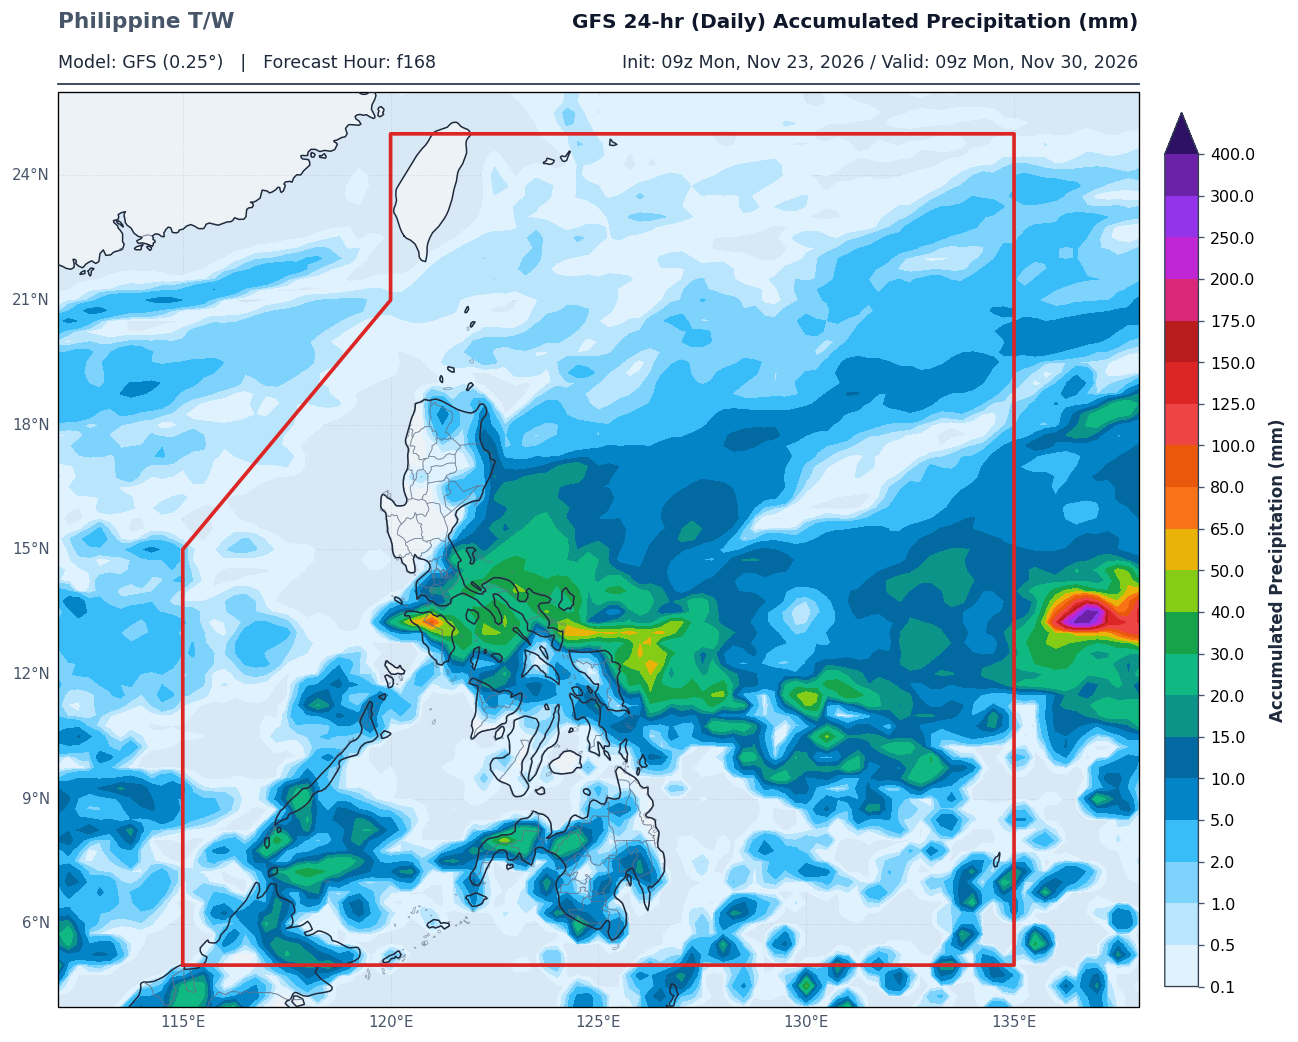 Philippine T/W
GFS 24-hr (Daily) Accumulated Precipitation (mm)
Model: GFS (0.25°) | Forecast Hour: f168
Init: 09z Mon, Nov 23, 2026 / Valid: 09z Mon, Nov 30, 2026
24°N
21°N
18°N
15°N
12°N
9°N
6°N
115°E
120°E
125°E
130°E
135°E
400.0
300.0
250.0
200.0
175.0
150.0
125.0
100.0
80.0
65.0
50.0
40.0
30.0
20.0
15.0
10.0
5.0
2.0
1.0
0.5
0.1
Accumulated Precipitation (mm)